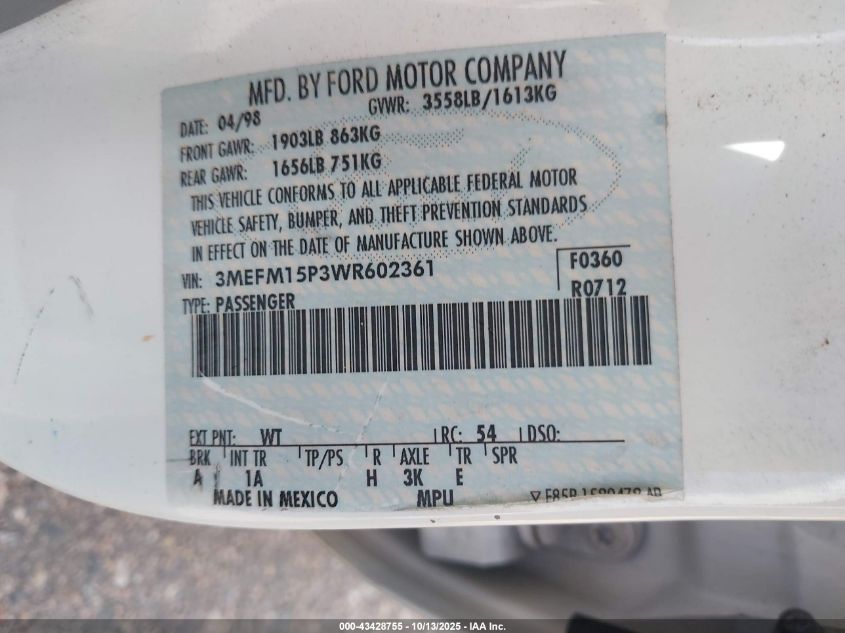 MFD. BY FORD MOTOR COMPANY
DATE: 04/98 GVWR: 3558LB/1613KG
FRONT GAWR: 1903LB 863KG
REAR GAWR: 1656LB 751KG
THIS VEHICLE CONFORMS TO ALL APPLICABLE FEDERAL MOTOR
VEHICLE SAFETY, BUMPER, AND THEFT PREVENTION STANDARDS
IN EFFECT ON THE DATE OF MANUFACTURE SHOWN ABOVE.
VIN: 3MEFM15P3WR602361 F0360
TYPE: PASSENGER R0712
EXT PNT: WT RC: 54 DSO:
BRK INT TR TP/PS R AXLE TR SPR
A 1A H 3K E
MADE IN MEXICO MPU
000-43428755 - 10/13/2025 - IAA Inc.